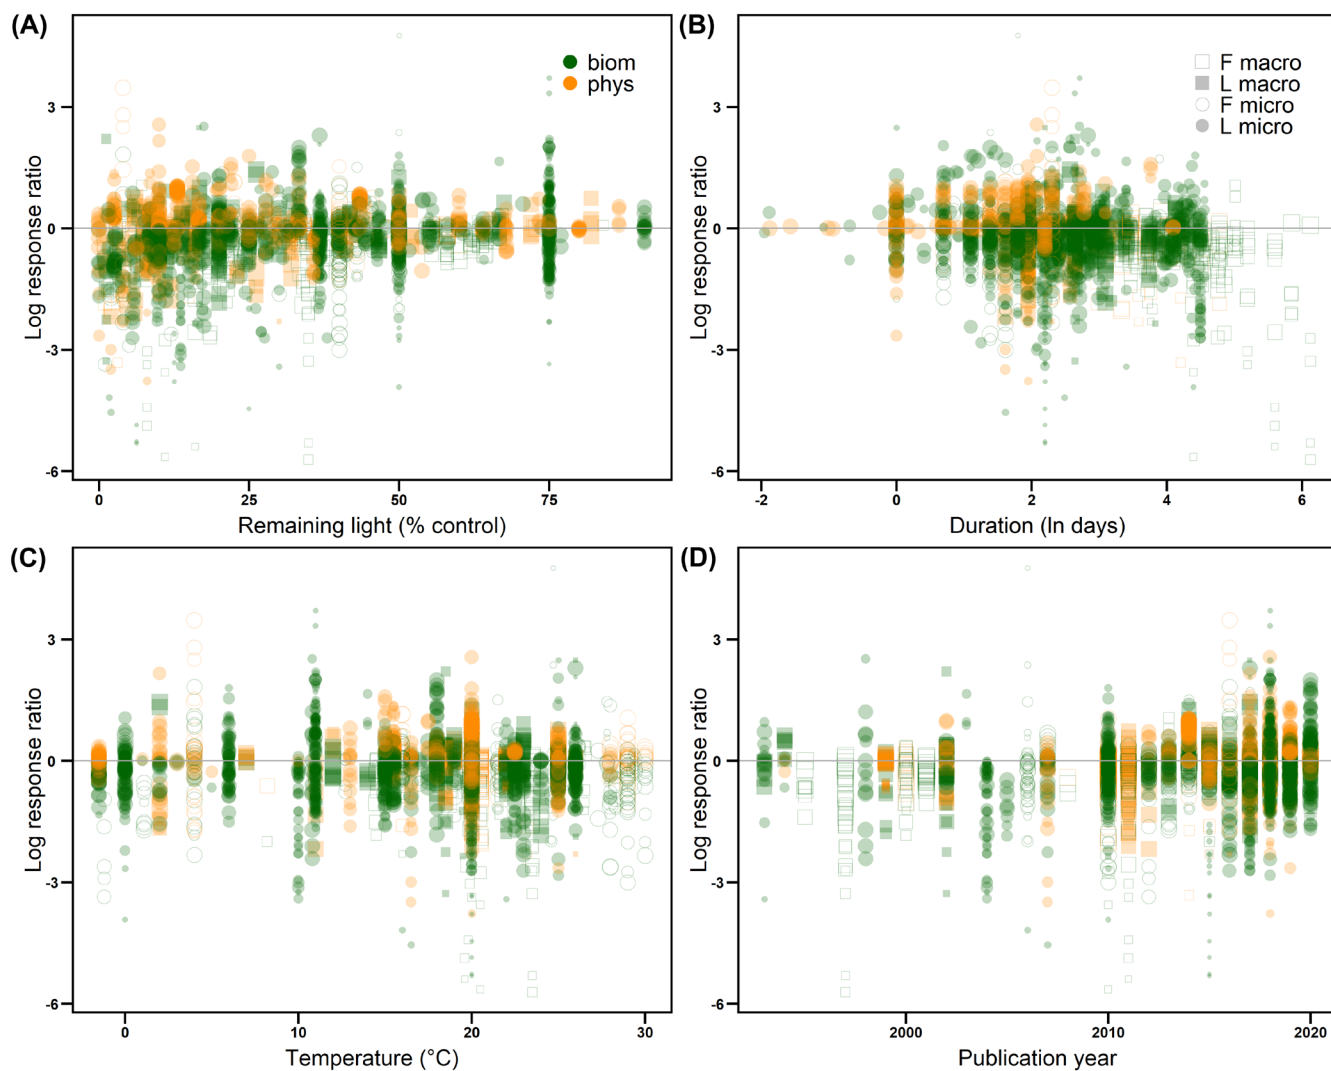 (A)
biom
phys
3
0
-3
-6
Log response ratio
0 25 50 75
Remaining light (% control)
(B)
F macro
L macro
F micro
L micro
3
0
-3
-6
Log response ratio
-2 0 2 4 6
Duration (ln days)
(C)
3
0
-3
-6
Log response ratio
0 10 20 30
Temperature (°C)
(D)
3
0
-3
-6
Log response ratio
2000 2010 2020
Publication year